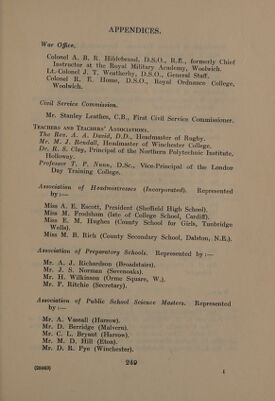 APPENDICES.
War Office.
Colonel A. B. R. Hildebrand, D.S.O., R.E., formerly Chief
Instructor at the Royal Military Academy, Woolwich.
Lt.-Colonel J. T. Weatherby, D.S.O., General Staff.
Colonel R. E. Home, D.S.O., Royal Ordnance College,
Woolwich.
Civil Service Commission.
Mr. Stanley Leathes, C.B., First Civil Service Commissioner.
TEACHERS AND TEACHERS' ASSOCIATIONS.
The Rev. A. A. David, D.D., Headmaster of Rugby.
Mr. M. J. Rendall, Headmaster of Winchester College.
Dr. R. S. Clay, Principal of the Northern Polytechnic Institute,
Holloway.
Professor T. P. Nunn, D.Sc., Vice-Principal of the London
Day Training College.
Association of Headmistresses (Incorporated). Represented
by :—
Miss A. E. Escott, President (Sheffield High School).
Miss M. Frodsham (late of College School, Cardiff).
Miss E. M. Hughes (County School for Girls, Tunbridge
Wells).
Miss M. B. Rich (County Secondary School, Dalston, N.E.).
Association of Preparatory Schools. Represented by :—
Mr. A. J. Richardson (Broadstairs).
Mr. J. S. Norman (Sevenoaks).
Mr. H. Wilkinson (Orme Square, W.).
Mr. F. Ritchie (Secretary).
Association of Public School Science Masters. Represented
by :—
Mr. A. Vassall (Harrow).
Mr. D. Berridge (Malvern).
Mr. C. L. Bryant (Harrow).
Mr. M. D. Hill (Eton).
Mr. D. R. Pye (Winchester).
249